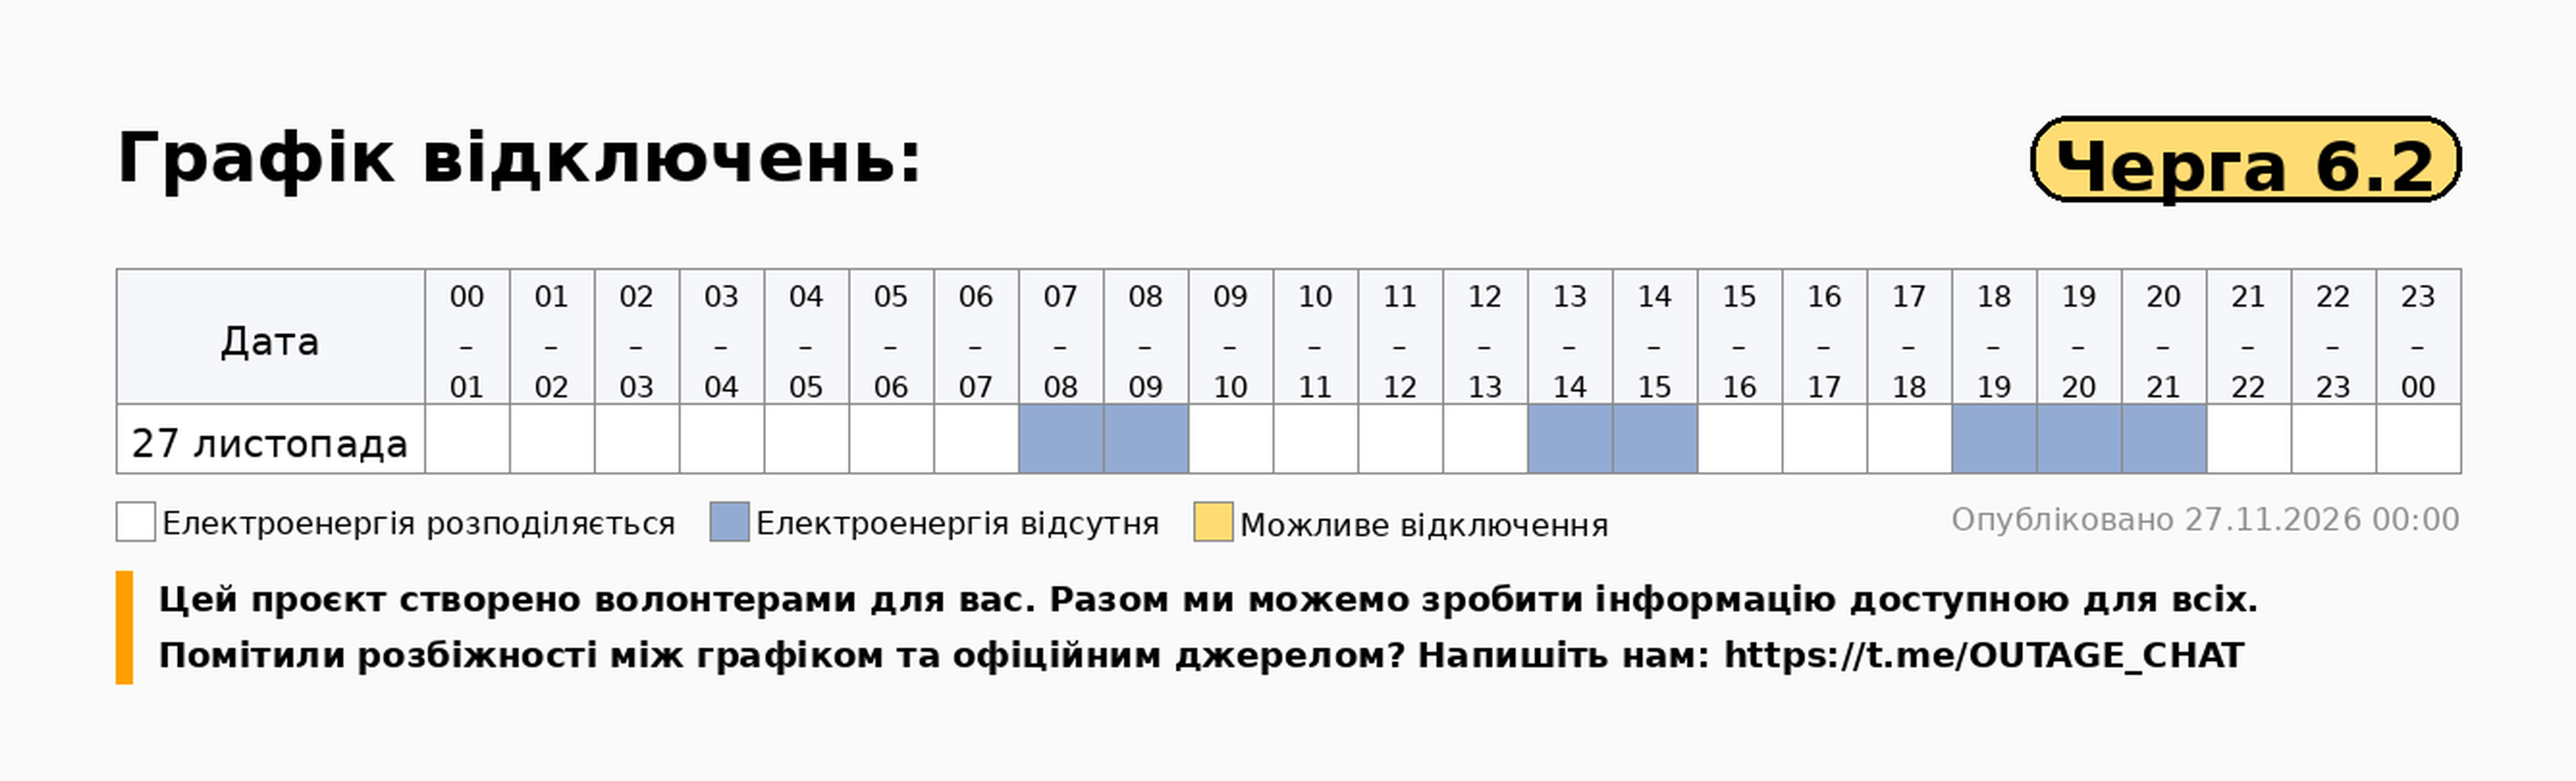 Графік відключень:
Черга 6.2
Дата 00 – 01 01 – 02 02 – 03 03 – 04 04 – 05 05 – 06 06 – 07 07 – 08 08 – 09 09 – 10 10 – 11 11 – 12 12 – 13 13 – 14 14 – 15 15 – 16 16 – 17 17 – 18 18 – 19 19 – 20 20 – 21 21 – 22 22 – 23 23 – 00
27 листопада
Електроенергія розподіляється Електроенергія відсутня Можливе відключення
Опубліковано 27.11.2026 00:00
Цей проєкт створено волонтерами для вас. Разом ми можемо зробити інформацію доступною для всіх.
Помітили розбіжності між графіком та офіційним джерелом? Напишіть нам: https://t.me/OUTAGE_CHAT